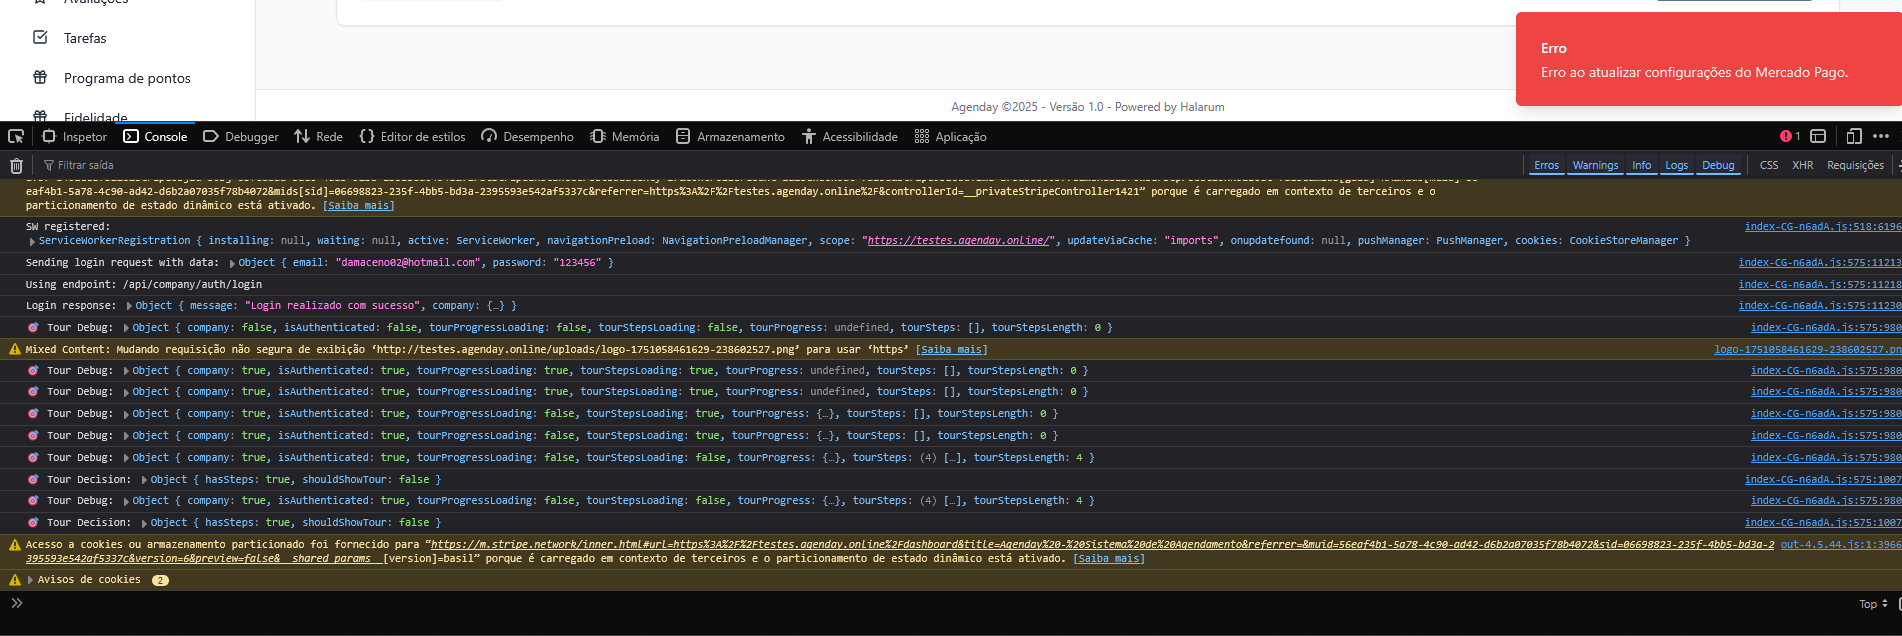 Avaliações
Tarefas
Programa de pontos
Fidelidade
Erro
Erro ao atualizar configurações do Mercado Pago.
Agenday ©2025 - Versão 1.0 - Powered by Halarum
Inspetor Console Debugger Rede Editor de estilos Desempenho Memória Armazenamento Acessibilidade Aplicação 1
Filtrar saída Erros Warnings Info Logs Debug CSS XHR Requisições
eaf4b1-5a78-4c90-ad42-d6b2a07035f78b4072&mids[sid]=06698823-235f-4bb5-bd3a-2395593e542af5337c&referrer=https%3A%2F%2Ftestes.agenday.online%2F&controllerId=__privateStripeController1421” porque é carregado em contexto de terceiros e o
particionamento de estado dinâmico está ativado. [Saiba mais]
SW registered: index-CG-n6adA.js:518:6196
ServiceWorkerRegistration { installing: null, waiting: null, active: ServiceWorker, navigationPreload: NavigationPreloadManager, scope: "https://testes.agenday.online/", updateViaCache: "imports", onupdatefound: null, pushManager: PushManager, cookies: CookieStoreManager }
Sending login request with data: Object { email: "damaceno02@hotmail.com", password: "123456" } index-CG-n6adA.js:575:11213
Using endpoint: /api/company/auth/login index-CG-n6adA.js:575:11218
Login response: Object { message: "Login realizado com sucesso", company: {…} } index-CG-n6adA.js:575:11230
🎯 Tour Debug: Object { company: false, isAuthenticated: false, tourProgressLoading: false, tourStepsLoading: false, tourProgress: undefined, tourSteps: [], tourStepsLength: 0 } index-CG-n6adA.js:575:980
Mixed Content: Mudando requisição não segura de exibição ‘http://testes.agenday.online/uploads/logo-1751058461629-238602527.png’ para usar ‘https’ [Saiba mais] logo-1751058461629-238602527.pn
🎯 Tour Debug: Object { company: true, isAuthenticated: true, tourProgressLoading: true, tourStepsLoading: true, tourProgress: undefined, tourSteps: [], tourStepsLength: 0 } index-CG-n6adA.js:575:980
🎯 Tour Debug: Object { company: true, isAuthenticated: true, tourProgressLoading: true, tourStepsLoading: true, tourProgress: undefined, tourSteps: [], tourStepsLength: 0 } index-CG-n6adA.js:575:980
🎯 Tour Debug: Object { company: true, isAuthenticated: true, tourProgressLoading: false, tourStepsLoading: true, tourProgress: {…}, tourSteps: [], tourStepsLength: 0 } index-CG-n6adA.js:575:980
🎯 Tour Debug: Object { company: true, isAuthenticated: true, tourProgressLoading: false, tourStepsLoading: true, tourProgress: {…}, tourSteps: [], tourStepsLength: 0 } index-CG-n6adA.js:575:980
🎯 Tour Debug: Object { company: true, isAuthenticated: true, tourProgressLoading: false, tourStepsLoading: false, tourProgress: {…}, tourSteps: (4) […], tourStepsLength: 4 } index-CG-n6adA.js:575:980
🎯 Tour Decision: Object { hasSteps: true, shouldShowTour: false } index-CG-n6adA.js:575:1007
🎯 Tour Debug: Object { company: true, isAuthenticated: true, tourProgressLoading: false, tourStepsLoading: false, tourProgress: {…}, tourSteps: (4) […], tourStepsLength: 4 } index-CG-n6adA.js:575:980
🎯 Tour Decision: Object { hasSteps: true, shouldShowTour: false } index-CG-n6adA.js:575:1007
Acesso a cookies ou armazenamento particionado foi fornecido para “https://m.stripe.network/inner.html#url=https%3A%2F%2Ftestes.agenday.online%2Fdashboard&title=Agenday%20-%20Sistema%20de%20Agendamento&referrer=&muid=56eaf4b1-5a78-4c90-ad42-d6b2a07035f78b4072&sid=06698823-235f-4bb5-bd3a-2 out-4.5.44.js:1:3966
395593e542af5337c&version=6&preview=false&__shared_params__[version]=basil” porque é carregado em contexto de terceiros e o particionamento de estado dinâmico está ativado. [Saiba mais]
Avisos de cookies 2
Top